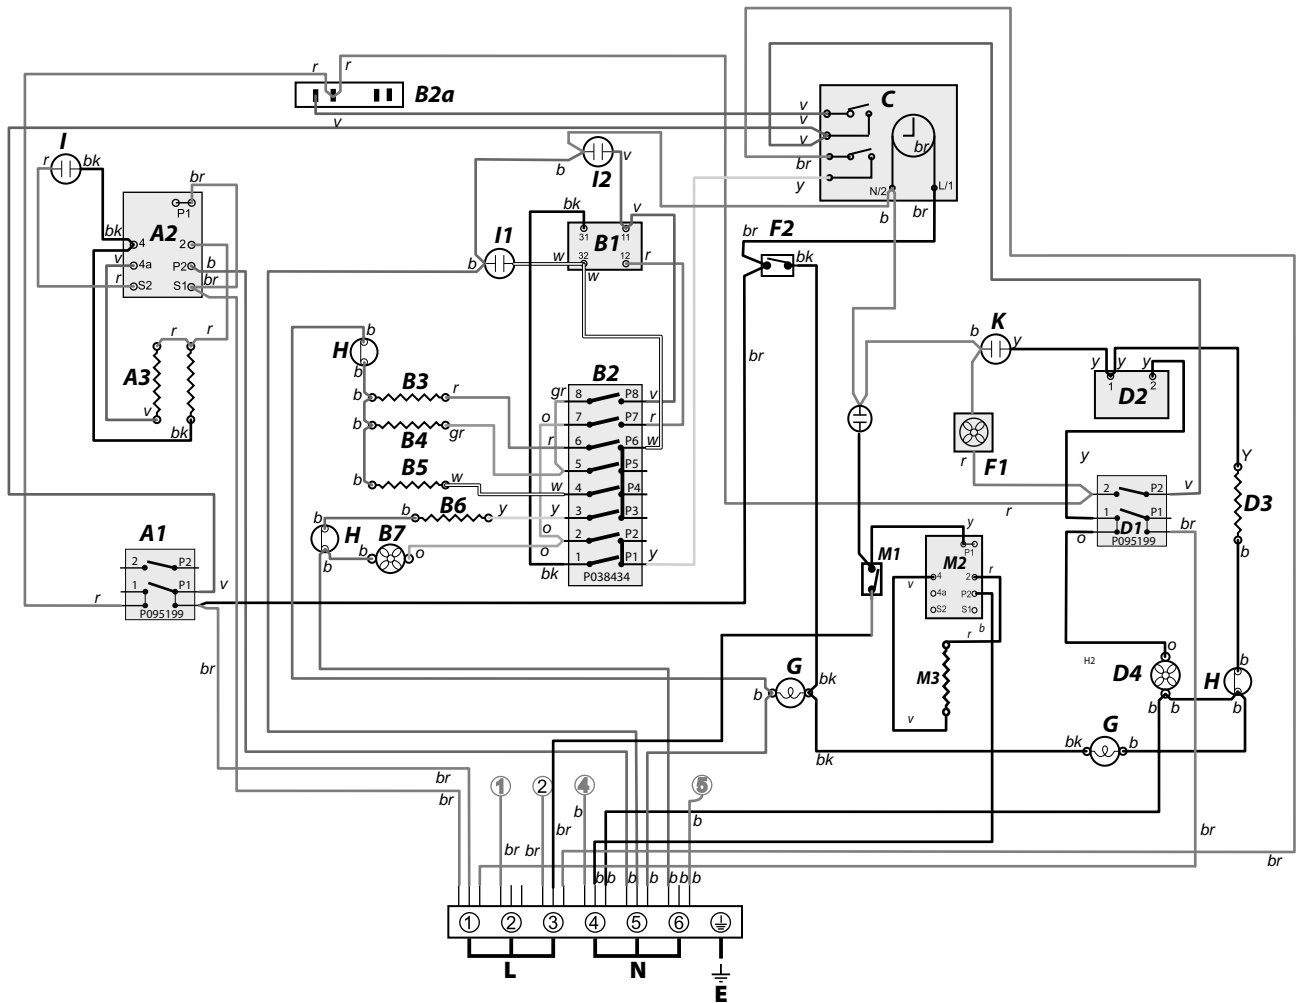 r r
B2a
v
C
v
v
v
br
y
br
N/2 L/1
b br
I
r bk
br
P1
A2
bk
4 2
v 4a P2 b
br
r S2 S1
r r
A3
v
bk
I2
b v
bk v
31 11
B1
32 12
I1
b w w r
F2
br
bk
br
H
b
b
B3
b r
B4
b gr
B5
b w
B6
b y
H
b
B7
b o
B2
gr 8 P8 v
o 7 P7 r
r 6 P6 w
5 P5
w 4 P4
y 3 P3
o
2 P2
o
1 P1 y
bk
P038434
K
b y
y y y
1 2
D2
F1
r
r
y
Y
D3
b
2 P2 v
1 P1
D1
br
o P095199
A1
2 P2
1 P1 v
r P095199
br
M1
y
P1
M2
v 4 2 r
4a P2
S2 S1
b
r
M3
v
G
b bk
bk
H2
o
D4
b b
H
b
b
G
bk b
br
br
1 2 4 5
br br br
b b
b b b b b b b b
br
br
1 2 3 4 5 6
L N E